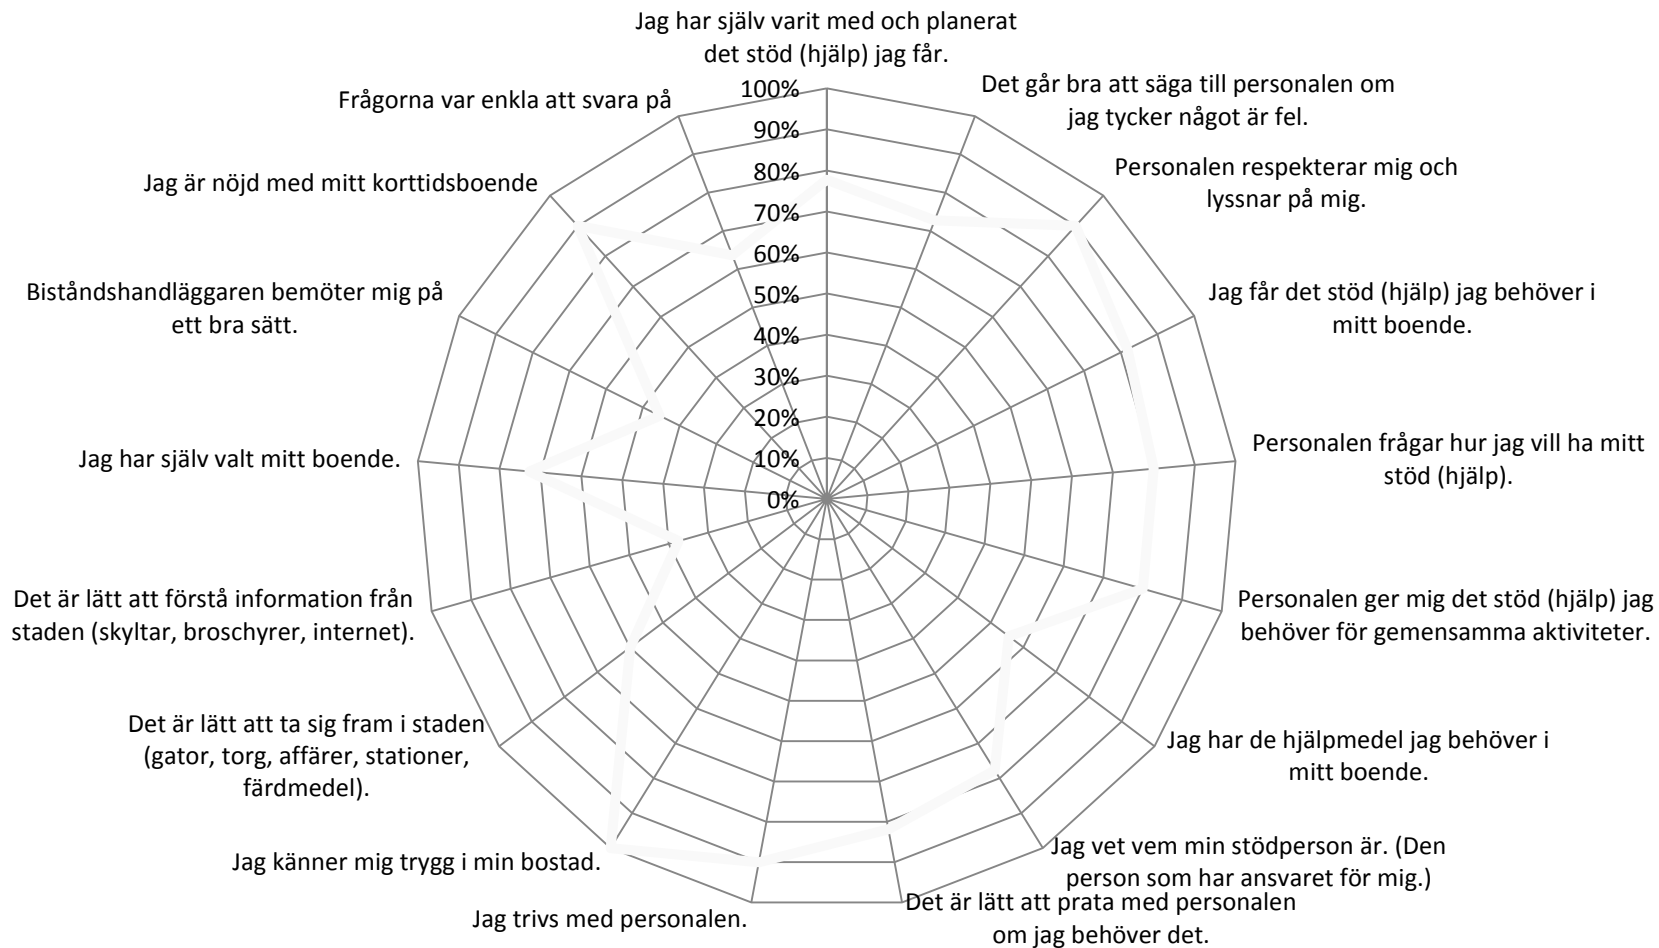 Jag har själv varit med och planerat
det stöd (hjälp) jag får.
Det går bra att säga till personalen om
jag tycker något är fel.
Personalen respekterar mig och
lyssnar på mig.
Jag får det stöd (hjälp) jag behöver i
mitt boende.
Personalen frågar hur jag vill ha mitt
stöd (hjälp).
Personalen ger mig det stöd (hjälp) jag
behöver för gemensamma aktiviteter.
Jag har de hjälpmedel jag behöver i
mitt boende.
Jag vet vem min stödperson är. (Den
person som har ansvaret för mig.)
Det är lätt att prata med personalen
om jag behöver det.
Jag trivs med personalen.
Jag känner mig trygg i min bostad.
Det är lätt att ta sig fram i staden
(gator, torg, affärer, stationer,
färdmedel).
Det är lätt att förstå information från
staden (skyltar, broschyrer, internet).
Jag har själv valt mitt boende.
Biståndshandläggaren bemöter mig på
ett bra sätt.
Jag är nöjd med mitt korttidsboende
Frågorna var enkla att svara på
100%
90%
80%
70%
60%
50%
40%
30%
20%
10%
0%